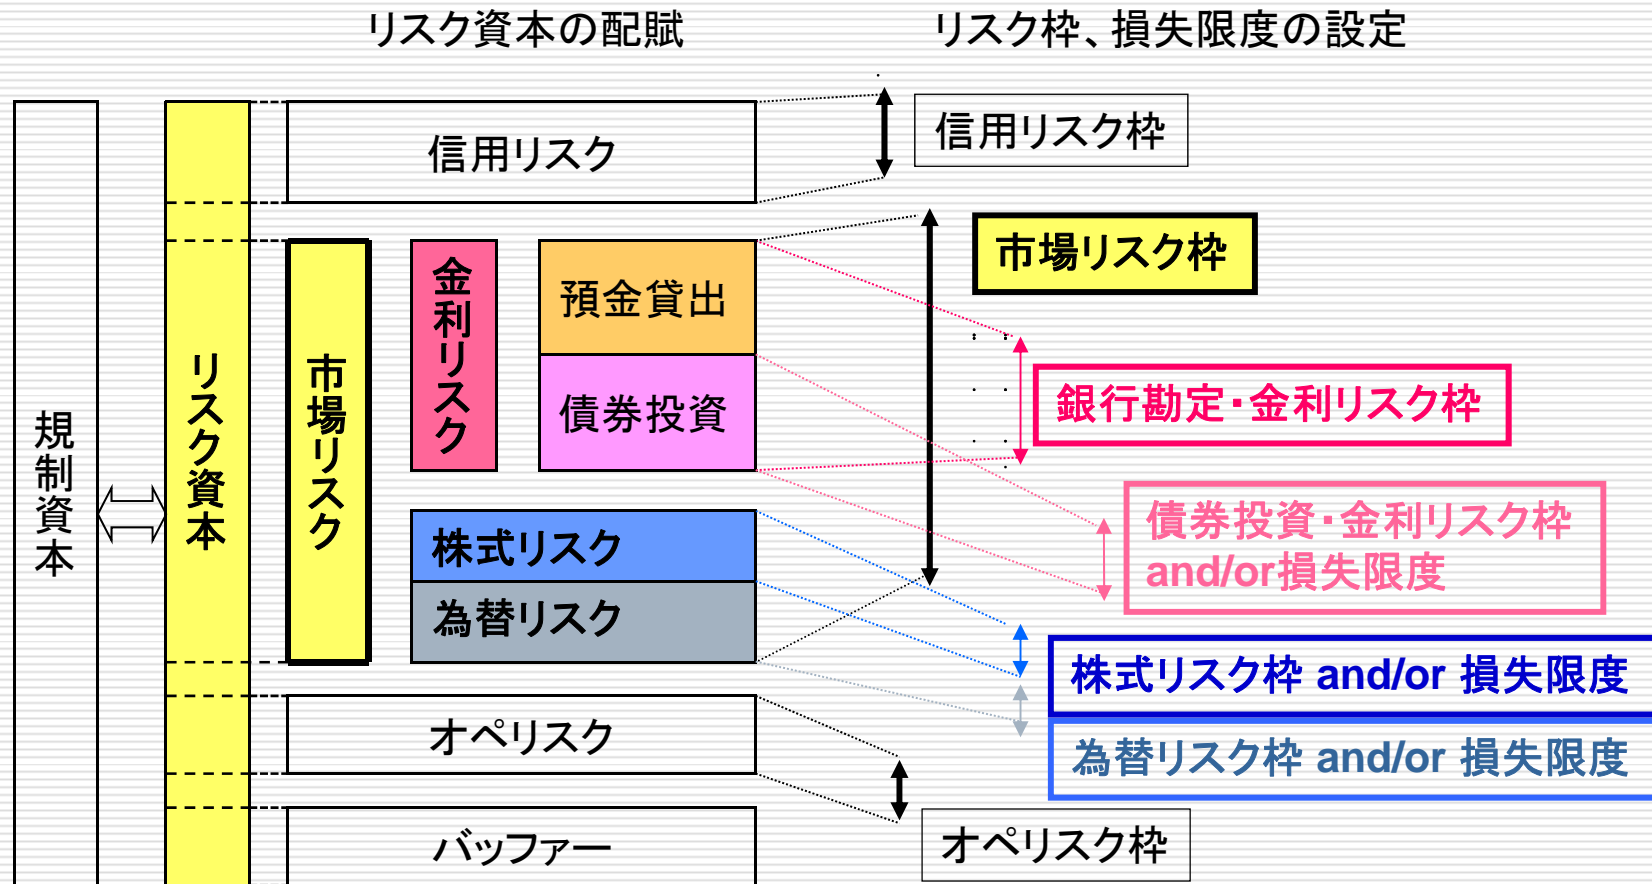 リスク資本の配賦
リスク枠、損失限度の設定
規制資本
リスク資本
信用リスク
信用リスク枠
市場リスク
市場リスク枠
金利リスク
預金貸出
債券投資
銀行勘定・金利リスク枠
債券投資・金利リスク枠
and/or損失限度
株式リスク
株式リスク枠 and/or 損失限度
為替リスク
為替リスク枠 and/or 損失限度
オペリスク
オペリスク枠
バッファー